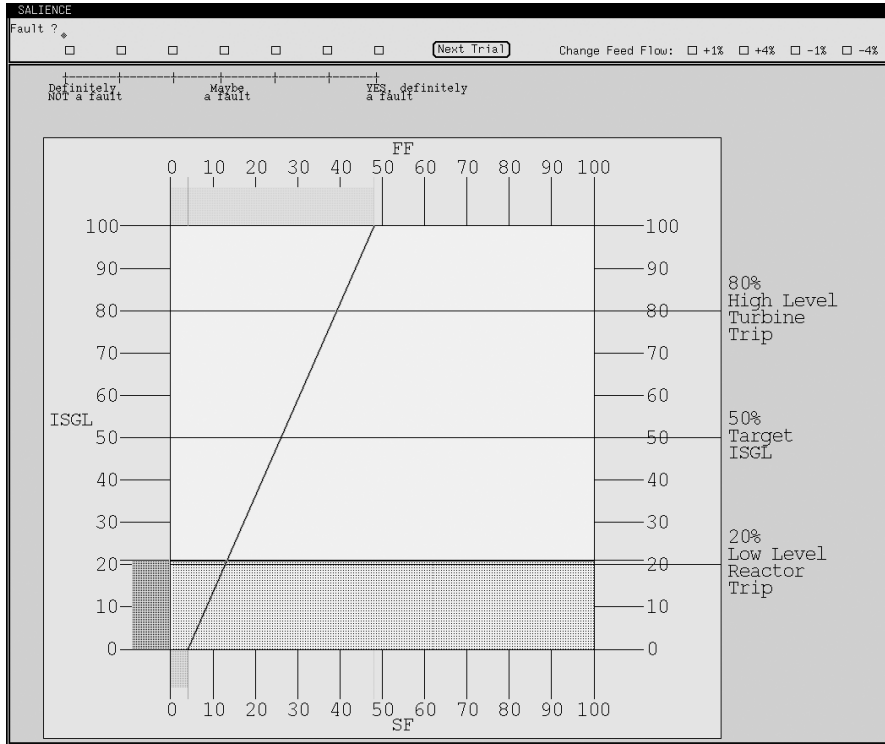 SALIENCE
Fault ?
Next Trial Change Feed Flow: +1% +4% -1% -4%
Definitely Maybe YES, definitely
NOT a fault a fault a fault
FF
0 10 20 30 40 50 60 70 80 90 100
100 100
90 90
80 80
70 70
60 60
ISGL
50 50
40 40
30 30
20 20
10 10
0 0
80%
High Level
Turbine
Trip
50%
Target
ISGL
20%
Low Level
Reactor
Trip
0 10 20 30 40 50 60 70 80 90 100
SF